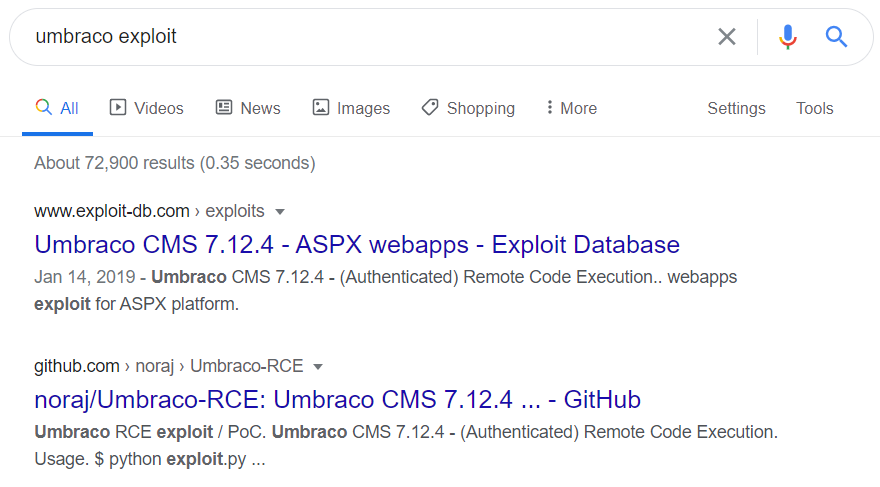 umbraco exploit
All Videos News Images Shopping More Settings Tools
About 72,900 results (0.35 seconds)
www.exploit-db.com › exploits
Umbraco CMS 7.12.4 - ASPX webapps - Exploit Database
Jan 14, 2019 - Umbraco CMS 7.12.4 - (Authenticated) Remote Code Execution.. webapps
exploit for ASPX platform.
github.com › noraj › Umbraco-RCE
noraj/Umbraco-RCE: Umbraco CMS 7.12.4 ... - GitHub
Umbraco RCE exploit / PoC. Umbraco CMS 7.12.4 - (Authenticated) Remote Code Execution.
Usage. $ python exploit.py ...